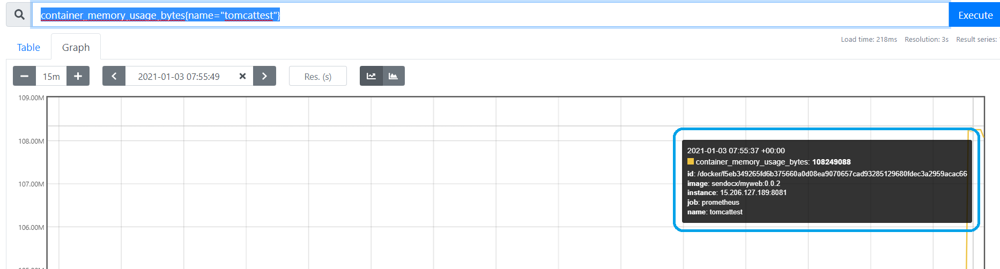 container_memory_usage_bytes{name="tomcattest"}
Execute
Load time: 218ms Resolution: 3s Result series:
Table
Graph
15m
2021-01-03 07:55:49
Res. (s)
109.00M
108.00M
107.00M
106.00M
2021-01-03 07:55:37 +00:00
container_memory_usage_bytes: 108249088
id: /docker/f5eb349265fd6b375660a0d08ea9070657cad93285129680fdec3a2959acac66
image: sendocx/myweb:0.0.2
instance: 15.206.127.189:8081
job: prometheus
name: tomcattest